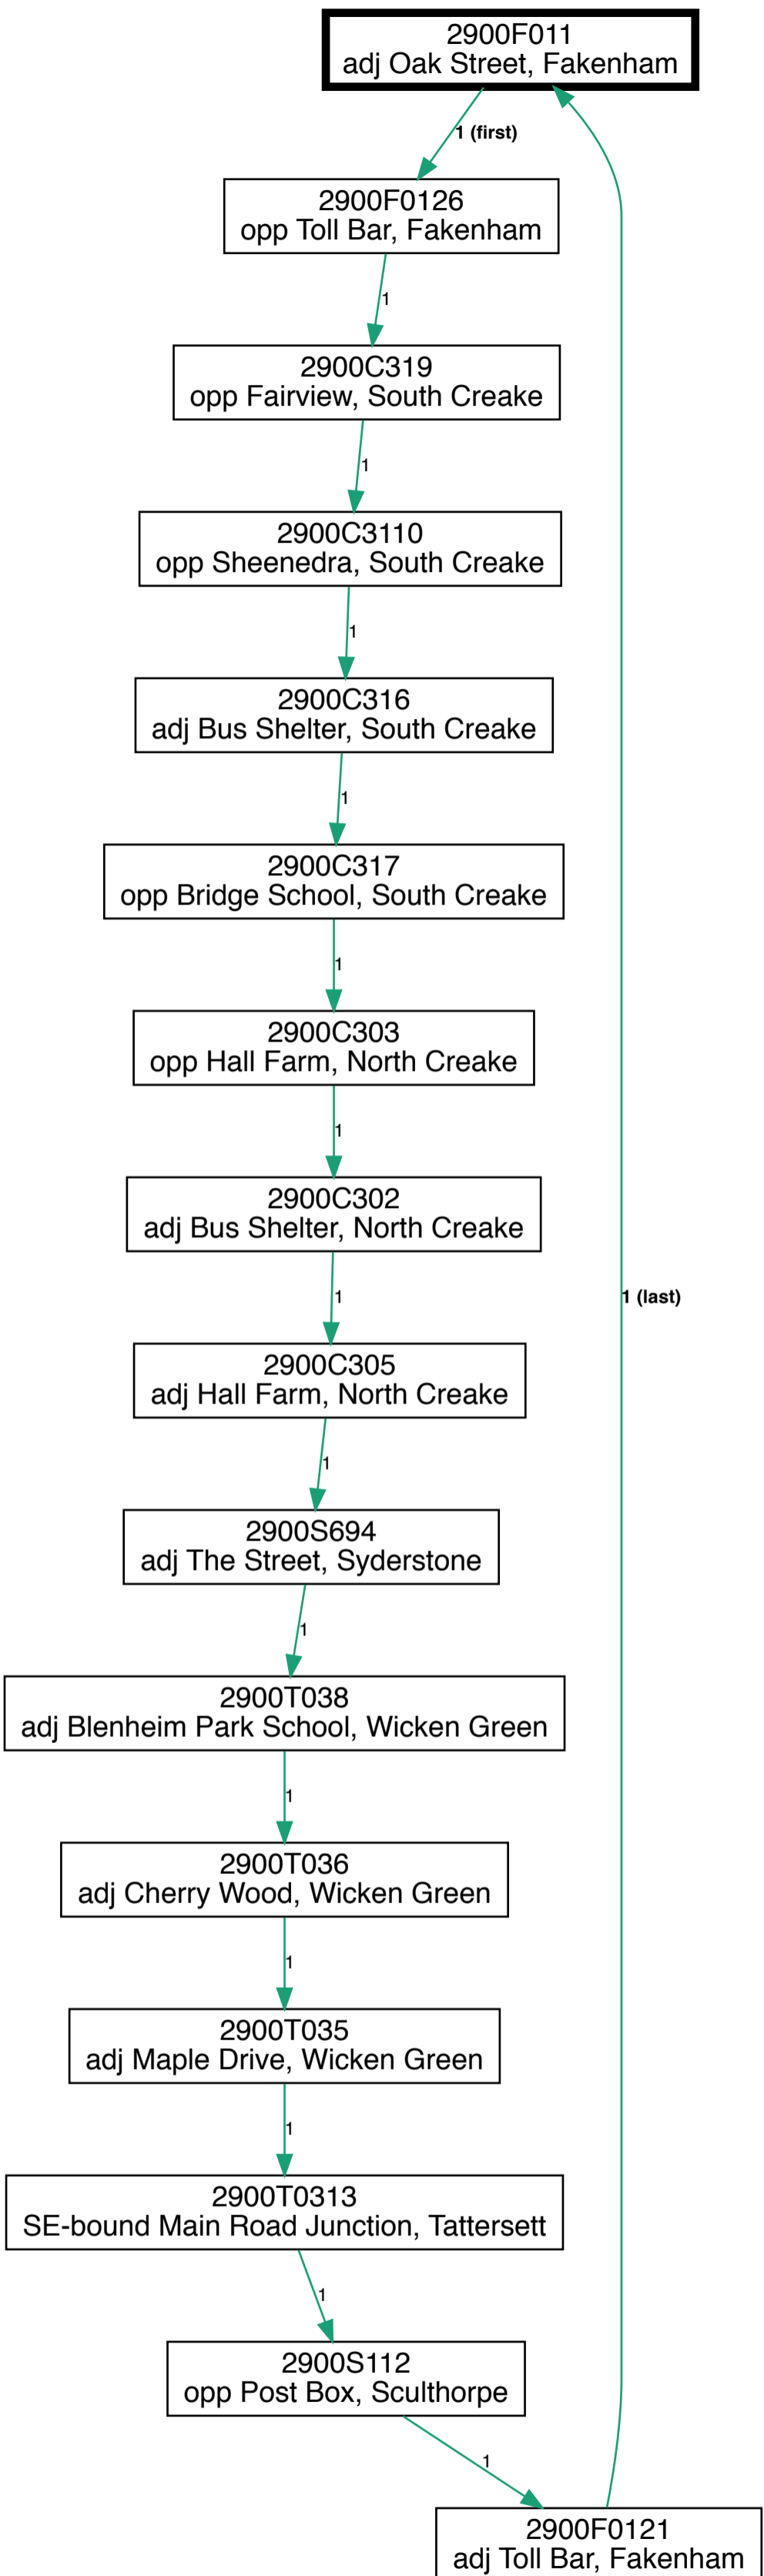 2900F011
adj Oak Street, Fakenham
1 (first)
2900F0126
opp Toll Bar, Fakenham
1
2900C319
opp Fairview, South Creake
1
2900C3110
opp Sheenedra, South Creake
1
2900C316
adj Bus Shelter, South Creake
1
2900C317
opp Bridge School, South Creake
1
2900C303
opp Hall Farm, North Creake
1
2900C302
adj Bus Shelter, North Creake
1
1 (last)
2900C305
adj Hall Farm, North Creake
1
2900S694
adj The Street, Syderstone
1
2900T038
adj Blenheim Park School, Wicken Green
1
2900T036
adj Cherry Wood, Wicken Green
1
2900T035
adj Maple Drive, Wicken Green
1
2900T0313
SE-bound Main Road Junction, Tattersett
1
2900S112
opp Post Box, Sculthorpe
1
2900F0121
adj Toll Bar, Fakenham